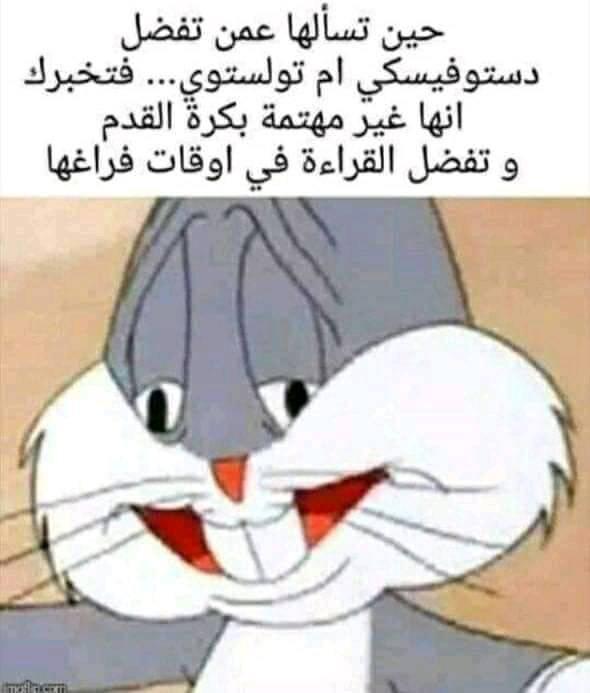 حين تسألها عمن تفضل
دستوفيسكي ام تولستوي... فتخبرك
انها غير مهتمة بكرة القدم
و تفضل القراءة في اوقات فراغها